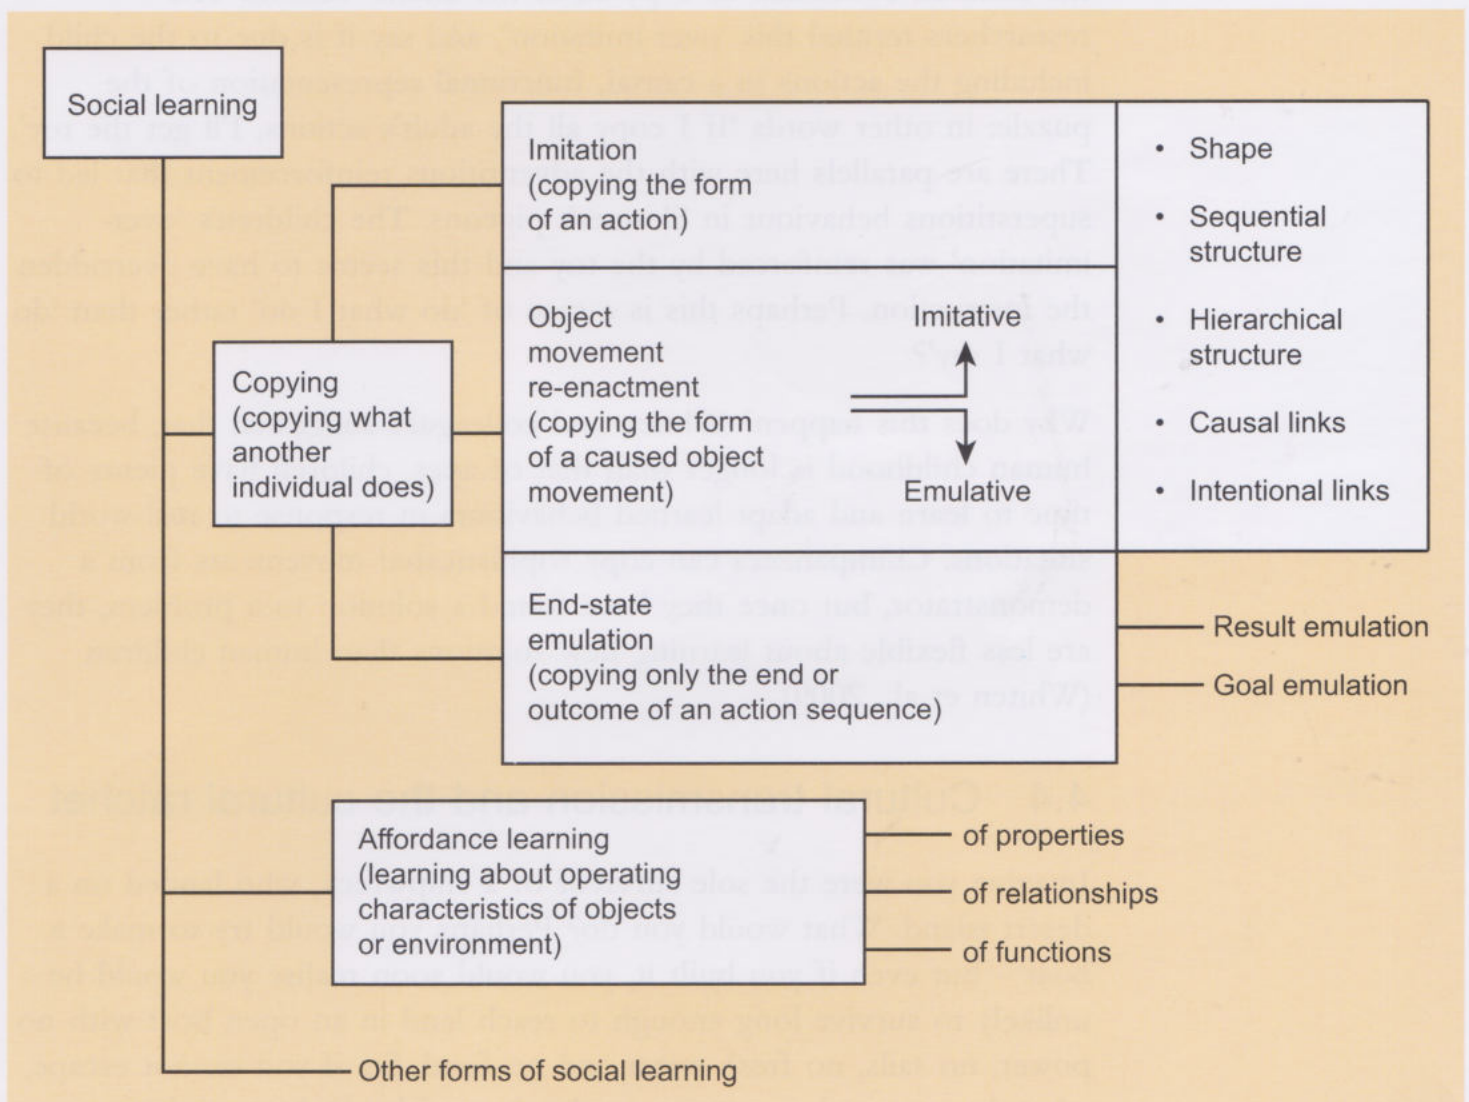 Social learning
Imitation
(copying the form
of an action)
Object
movement
re-enactment
(copying the form
of a caused object
movement)
Imitative
Emulative
• Shape
• Sequential
structure
• Hierarchical
structure
• Causal links
• Intentional links
Copying
(copying what
another
individual does)
End-state
emulation
(copying only the end or
outcome of an action sequence)
Result emulation
Goal emulation
Affordance learning
(learning about operating
characteristics of objects
or environment)
of properties
of relationships
of functions
Other forms of social learning